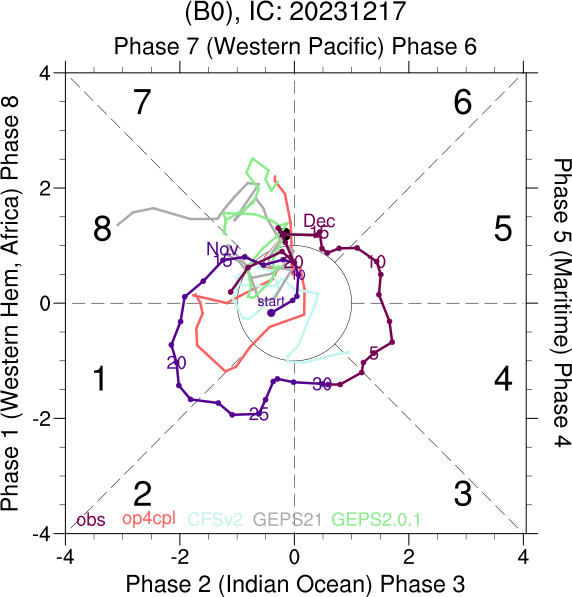 (B0), IC: 20231217
Phase 7 (Western Pacific) Phase 6
Phase 1 (Western Hem, Africa) Phase 8
Phase 5 (Maritime) Phase 4
4
2
0
-2
-4
7
6
8
5
1
4
2
3
Dec
15
Nov
15
20
10
10
start
5
20
30
25
obs
op4cpl
CFSv2
GEPS21
GEPS2.0.1
-4 -2 0 2 4
Phase 2 (Indian Ocean) Phase 3